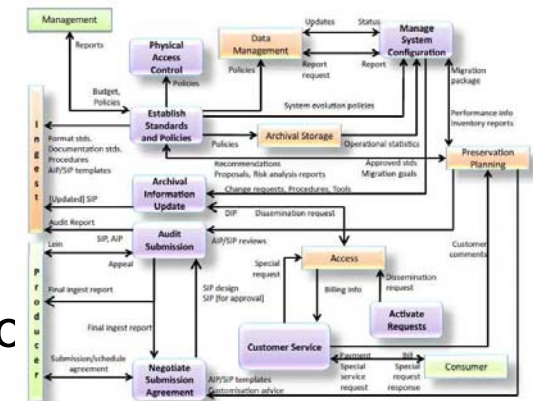 Management
Updates
Status
Reports
Physical
Access
Control
Data
Management
Manage
System
Configuration
Policies
Report
request
Report
Migration
package
Budget,
Policies
Policies
System evolution policies
Ingest
Establish
Standards
and Policies
Performance info
Inventory reports
Format stds.
Documentation stds.
Procedures
AIP/SIP templates
Policies
Archival Storage
Operational statistics
Recommendations
Proposals, Risk analysis reports
Approved stds
Migration goals
Preservation
Planning
Archival
Information
Update
Change requests, Procedures, Tools
[Updated] SIP
DIP
Dissemination request
Audit Report
Audit
Submission
AIP/SIP reviews
Customer
comments
Lein
SIP, AIP
Appeal
Special
request
Access
Producer
Final ingest report
SIP design
SIP [for approval]
Billing info
Dissemination
request
Activate
Requests
Final ingest report
Customer Service
Submission/schedule
agreement
Negotiate
Submission
Agreement
Payment
Special
service
request
Bill
Special
request
response
Consumer
AIP/SIP templates
Customisation advice